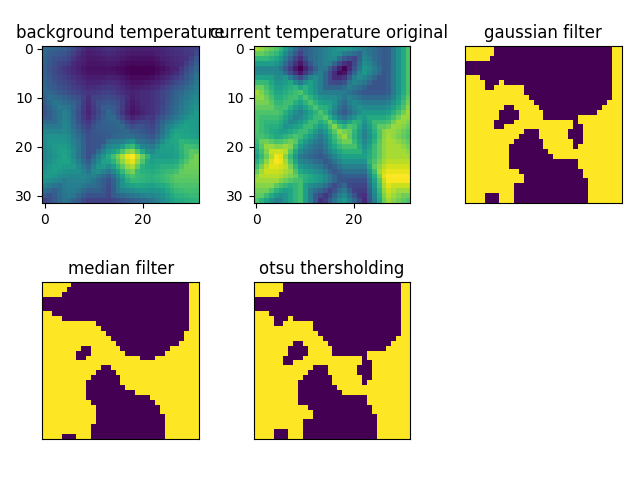 background temperature
current temperature original
gaussian filter
0
10
20
30
0
20
0
10
20
30
0
20
median filter
otsu thersholding